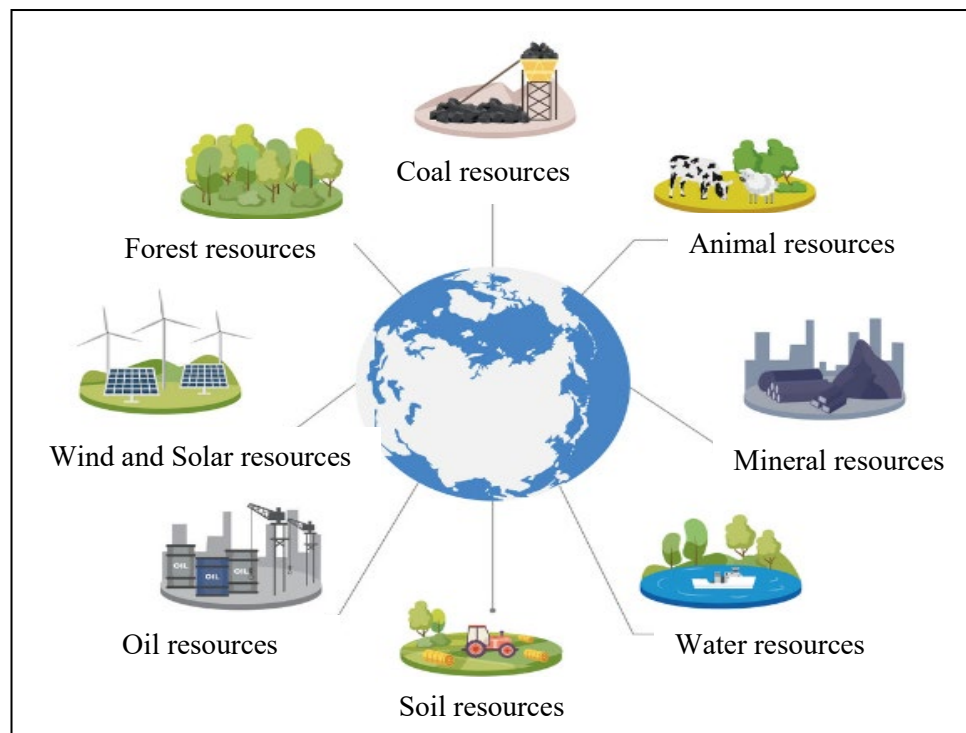 Coal resources
Forest resources
Animal resources
Wind and Solar resources
Mineral resources
OIL
OIL
OIL
Oil resources
Water resources
Soil resources